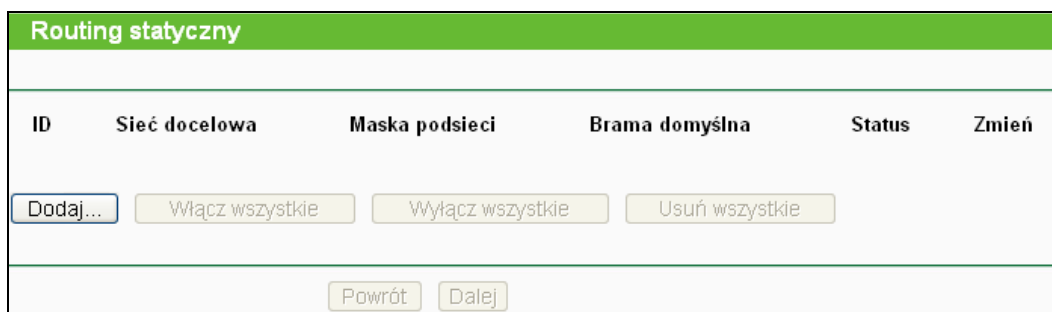 Routing statyczny
ID Sieć docelowa Maska podsieci Brama domyślna Status Zmień
Dodaj... Włącz wszystkie Wyłącz wszystkie Usuń wszystkie
Powrót Dalej